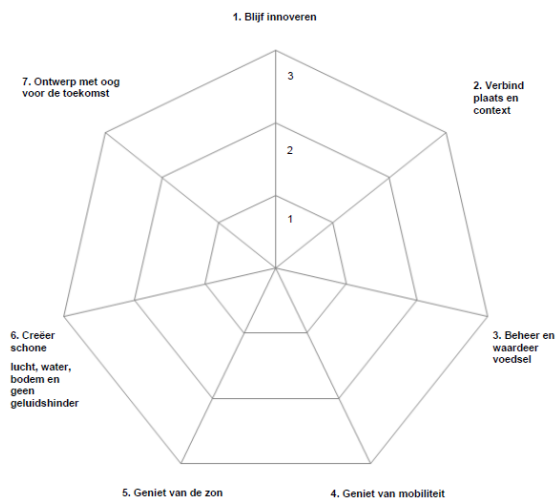 1. Blijf innoveren
7. Ontwerp met oog
voor de toekomst
3
2. Verbind
plaats en
context
2
1
6. Creëer
schone
lucht, water,
bodem en
geen
geluidshinder
3. Beheer en
waardeer
voedsel
5. Geniet van de zon
4. Geniet van mobiliteit